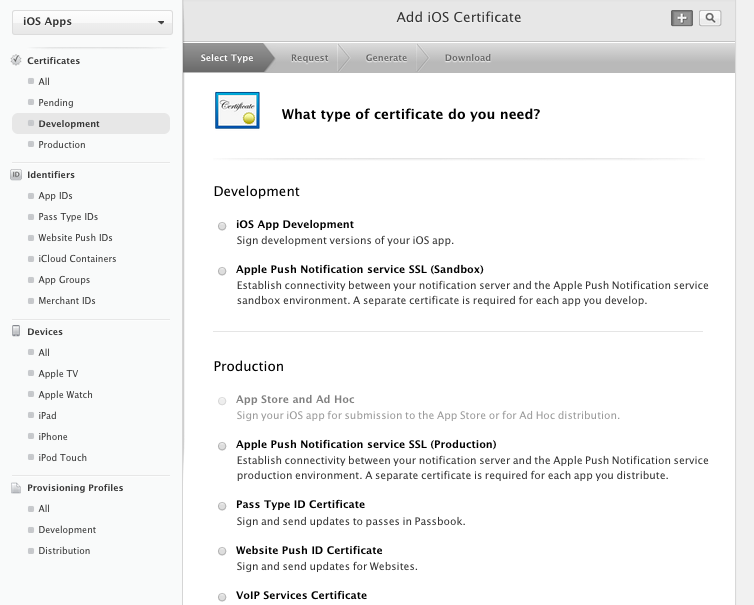 iOS Apps
Certificates
All
Pending
Development
Production
ID Identifiers
App IDs
Pass Type IDs
Website Push IDs
iCloud Containers
App Groups
Merchant IDs
Devices
All
Apple TV
Apple Watch
iPad
iPhone
iPod Touch
Provisioning Profiles
All
Development
Distribution
Add iOS Certificate
Select Type Request Generate Download
Certificate
What type of certificate do you need?
Development
iOS App Development
Sign development versions of your iOS app.
Apple Push Notification service SSL (Sandbox)
Establish connectivity between your notification server and the Apple Push Notification service
sandbox environment. A separate certificate is required for each app you develop.
Production
App Store and Ad Hoc
Sign your iOS app for submission to the App Store or for Ad Hoc distribution.
Apple Push Notification service SSL (Production)
Establish connectivity between your notification server and the Apple Push Notification service
production environment. A separate certificate is required for each app you distribute.
Pass Type ID Certificate
Sign and send updates to passes in Passbook.
Website Push ID Certificate
Sign and send updates for Websites.
VoIP Services Certificate